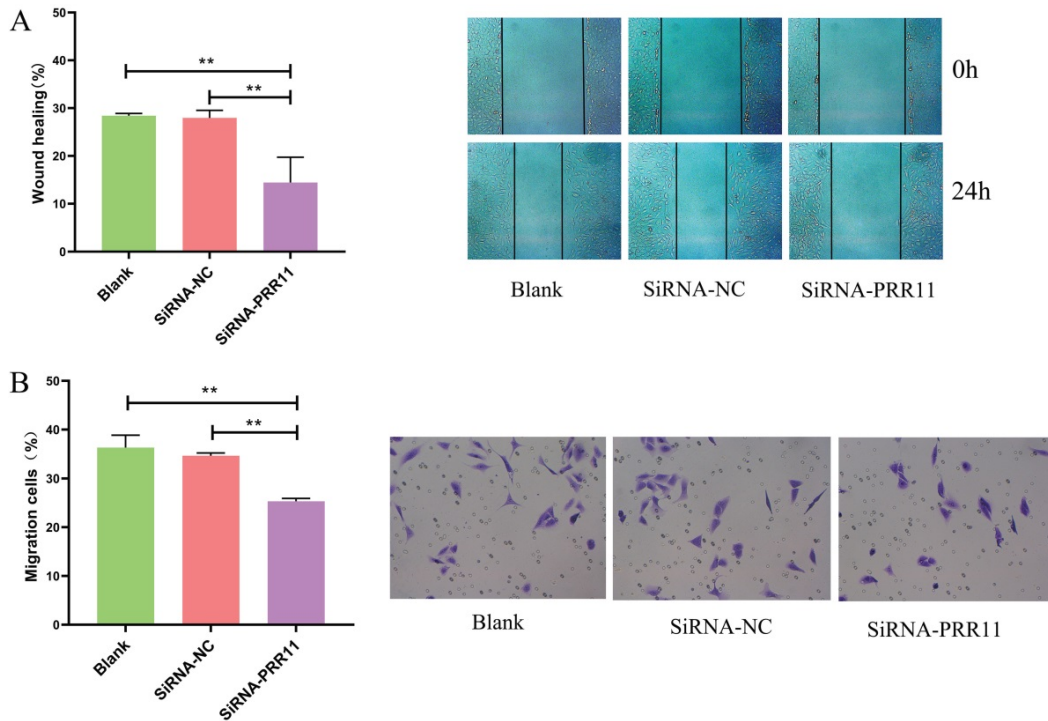 A
50
40
30
20
10
0
Wound healing(%)
**
**
Blank
SiRNA-NC
SiRNA-PRR11
0h
24h
Blank
SiRNA-NC
SiRNA-PRR11
B
50
40
30
20
10
0
Migration cells（%）
**
**
Blank
SiRNA-NC
SiRNA-PRR11
Blank
SiRNA-NC
SiRNA-PRR11